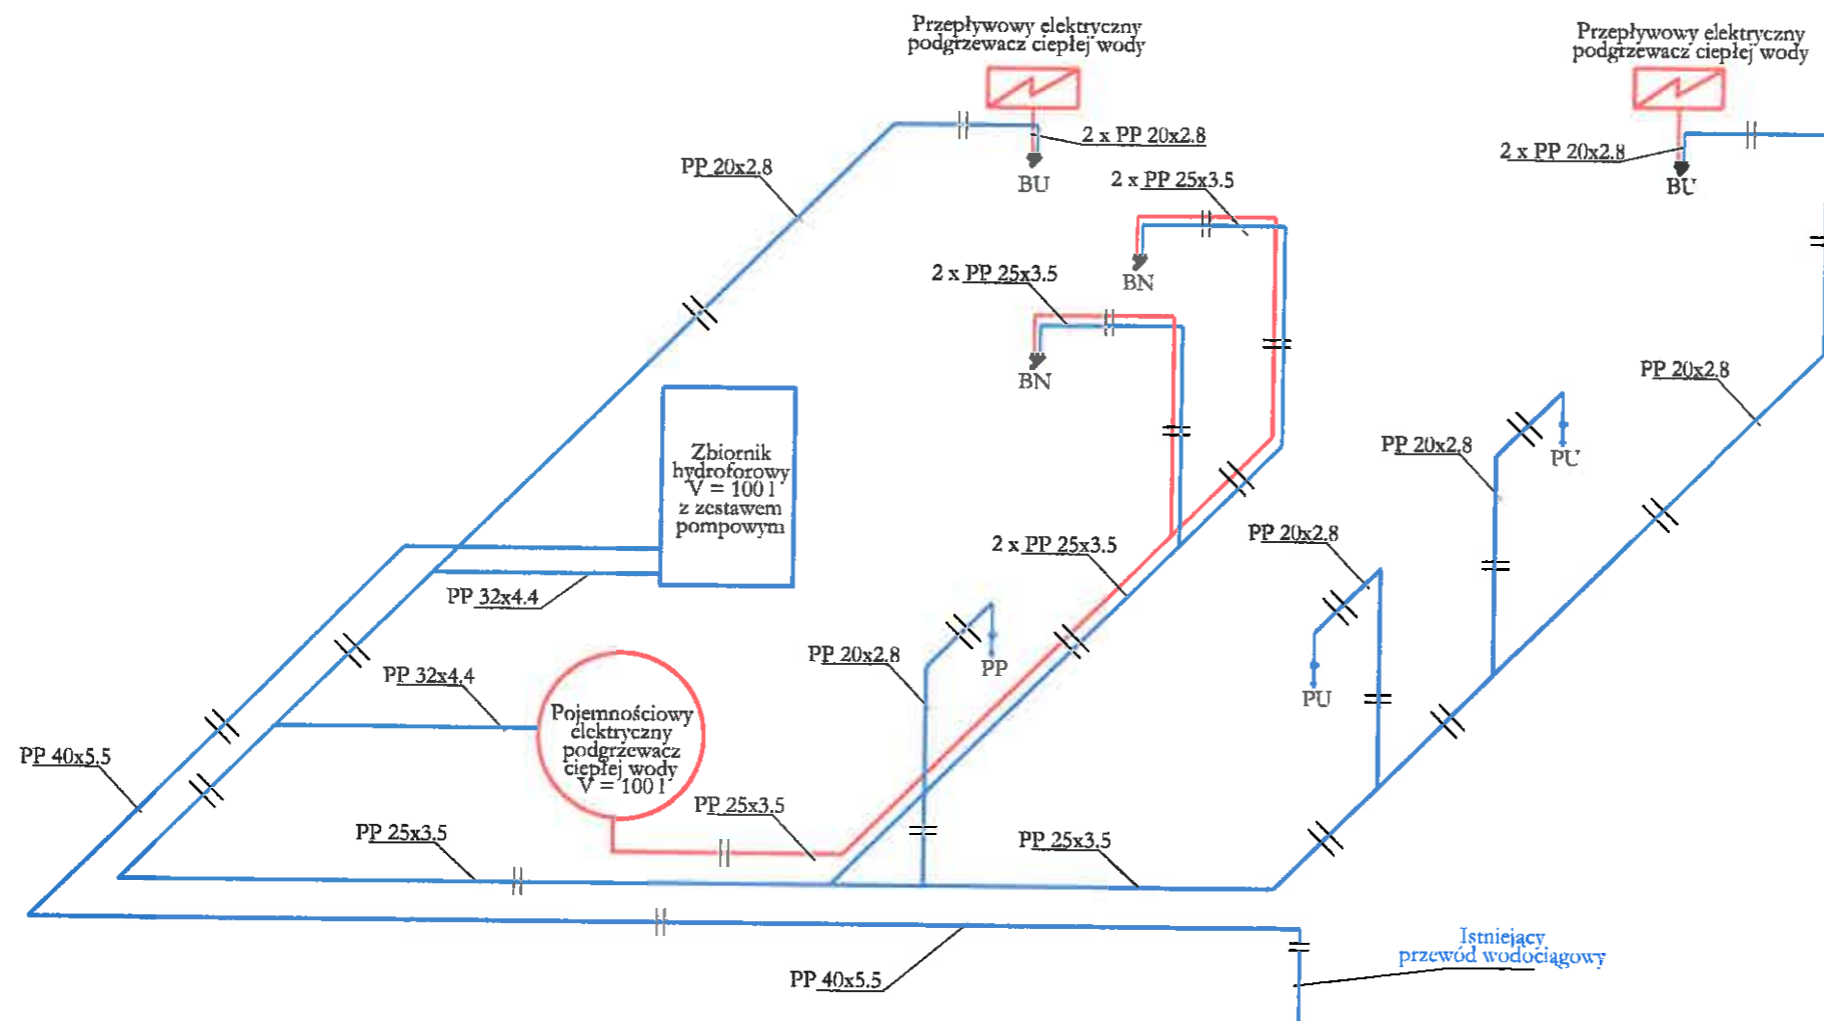 Przepływowy elektryczny
podgrzewacz ciepłej wody
Przepływowy elektryczny
podgrzewacz ciepłej wody
2 x PP 20x2.8
PP 20x2.8
BU
2 x PP 25x3.5
2 x PP 20x2.8
BU
2 x PP 25x3.5
BN
BN
PP 20x2.8
PP 20x2.8
PU
Zbiornik
hydroforowy
V = 100 l
z zestawem
pompowym
2 x PP 25x3.5
PP 20x2.8
PP 32x4.4
PP 20x2.8
PP
PU
PP 32x4.4
Pojemnościowy
elektryczny
podgrzewacz
ciepłej wody
V = 100 l
PP 40x5.5
PP 25x3.5
PP 25x3.5
PP 25x3.5
Istniejący
przewód wodociągowy
PP 40x5.5